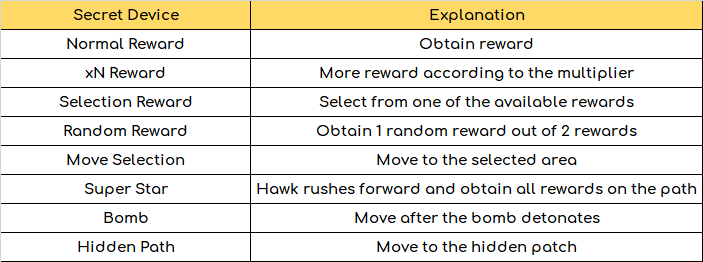 Secret Device Explanation
Normal Reward Obtain reward
xN Reward More reward according to the multiplier
Selection Reward Select from one of the available rewards
Random Reward Obtain 1 random reward out of 2 rewards
Move Selection Move to the selected area
Super Star Hawk rushes forward and obtain all rewards on the path
Bomb Move after the bomb detonates
Hidden Path Move to the hidden patch